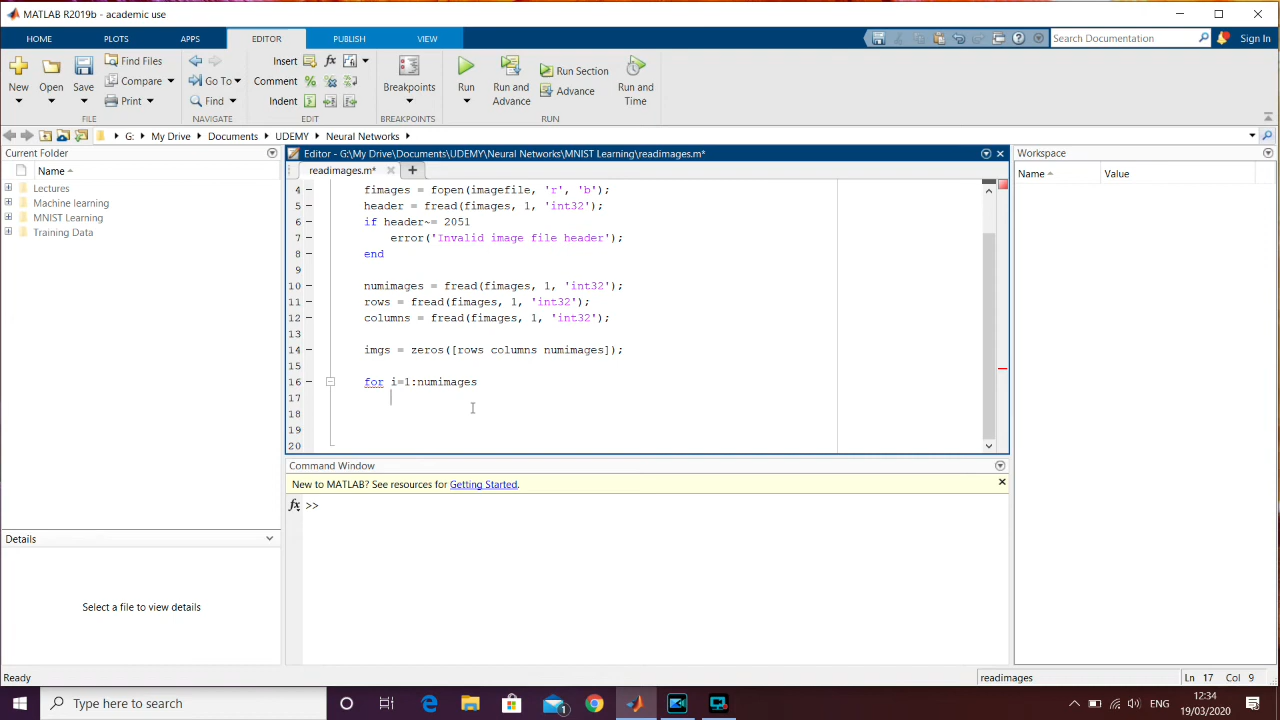 MATLAB R2019b - academic use
HOME PLOTS APPS EDITOR PUBLISH VIEW
Search Documentation
Sign In
New
Open
Save
Find Files
Compare
Print
FILE
Go To
Find
NAVIGATE
Insert
Comment
Indent
EDIT
Breakpoints
BREAKPOINTS
Run
Run and Advance
Run Section
Advance
Run and Time
RUN
G: My Drive Documents UDEMY Neural Networks
Current Folder
Name
Lectures
Machine learning
MNIST Learning
Training Data
Details
Select a file to view details
Editor - G:\My Drive\Documents\UDEMY\Neural Networks\MNIST Learning\readimages.m*
readimages.m*
4 fimages = fopen(imagefile, 'r', 'b');
5 header = fread(fimages, 1, 'int32');
6 if header~= 2051
7 error('Invalid image file header');
8 end
9
10 numimages = fread(fimages, 1, 'int32');
11 rows = fread(fimages, 1, 'int32');
12 columns = fread(fimages, 1, 'int32');
13
14 imgs = zeros([rows columns numimages]);
15
16 for i=1:numimages
17
18
19
20
Command Window
New to MATLAB? See resources for Getting Started.
fx >>
Workspace
Name Value
Ready
readimages
Ln 17 Col 9
Type here to search
1
ENG
12:34
19/03/2020